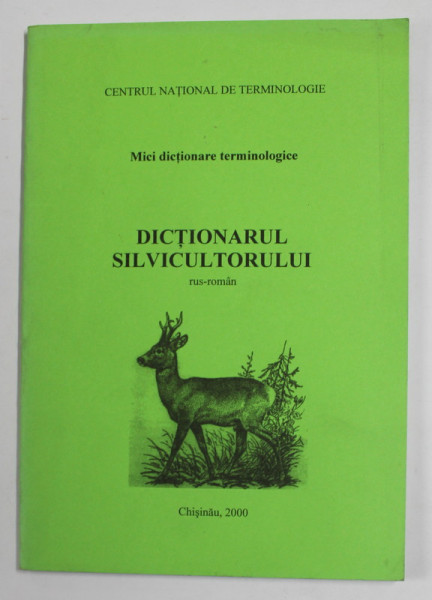 CENTRUL NAȚIONAL DE TERMINOLOGIE
Mici dicționare terminologice
DICȚIONARUL
SILVICULTORULUI
rus-român
Chișinău, 2000